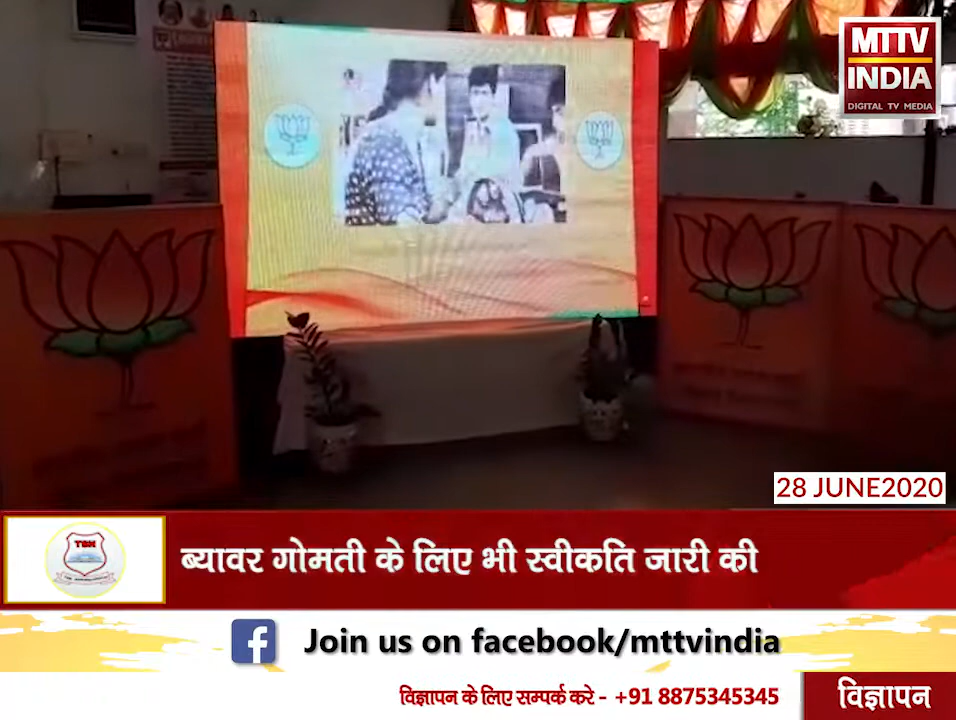 MTTV
INDIA
DIGITAL TV MEDIA
28 JUNE2020
TSH
ब्यावर गोमती के लिए भी स्वीकति जारी की
Join us on facebook/mttvindia
विज्ञापन के लिए सम्पर्क करे - +91 8875345345
विज्ञापन